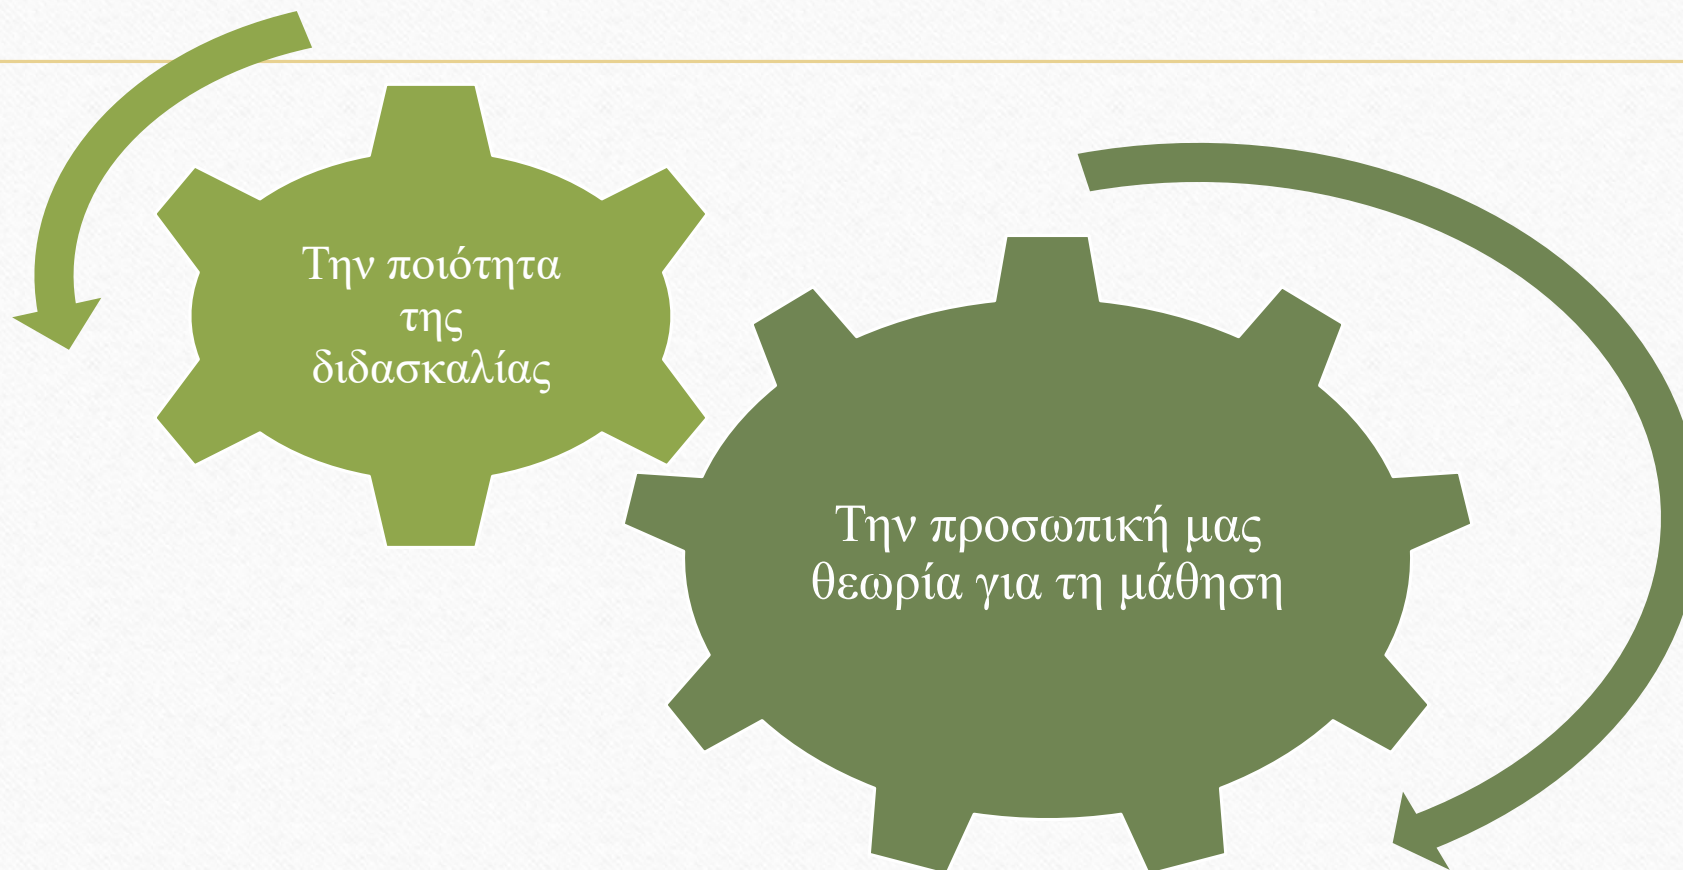 Την ποιότητα
της
διδασκαλίας
Την προσωπική μας
θεωρία για τη μάθηση